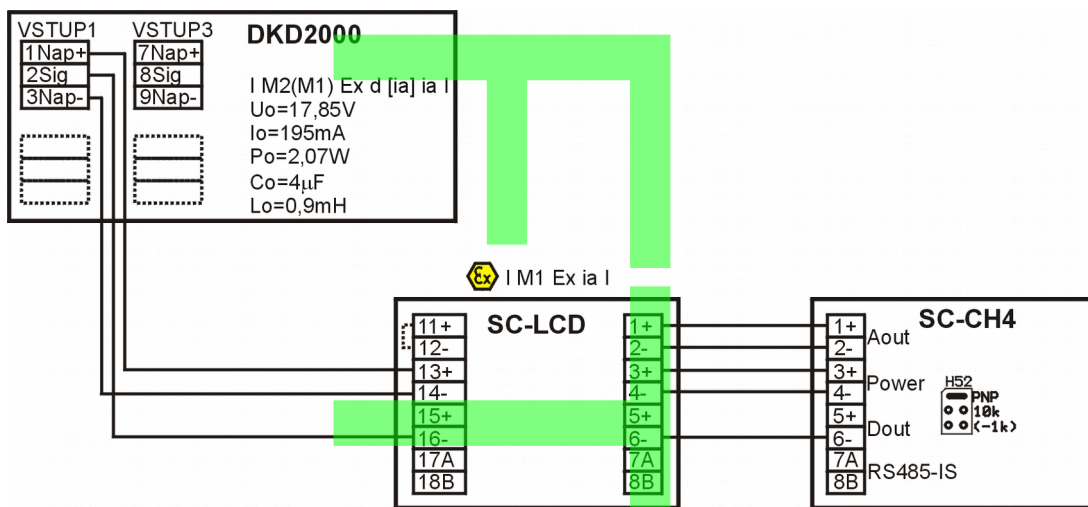 VSTUP1 VSTUP3 DKD2000
1Nap+ 7Nap+
2Sig 8Sig
3Nap- 9Nap-
I M2(M1) Ex d [ia] ia I
Uo=17,85V
Io=195mA
Po=2,07W
Co=4µF
Lo=0,9mH
Ex I M1 Ex ia I
SC-LCD
11+ 1+
12- 2-
13+ 3+
14- 4-
15+ 5+
16- 6-
17A 7A
18B 8B
SC-CH4
1+
2-
Aout
3+
4-
Power
5+
6-
Dout
7A
8B
RS485-IS
H52
PNP
10k
(-1k)